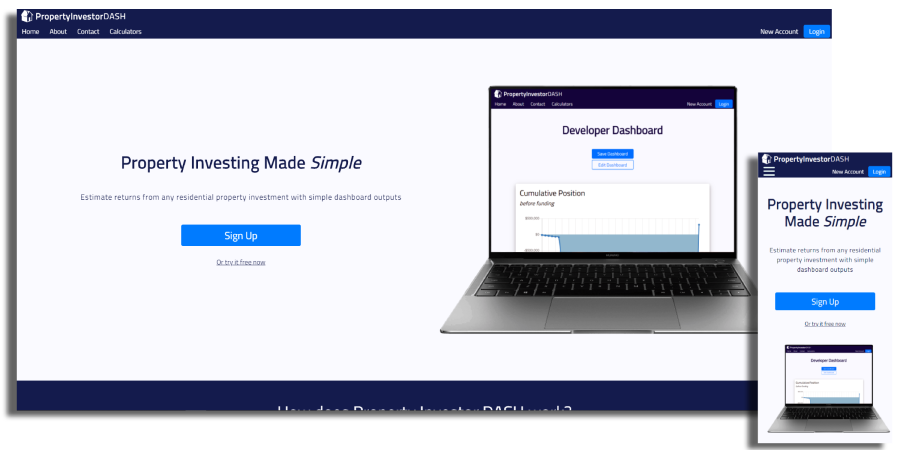 PropertyInvestorDASH
Home About Contact Calculators New Account Login
Property Investing Made Simple
Estimate returns from any residential property investment with simple dashboard outputs
Sign Up
Or try it free now
PropertyInvestorDASH
Home About Contact Calculators New Account Login
Developer Dashboard
Save Dashboard
Edit Dashboard
Cumulative Position
before funding
$0
How does Property Investor DASH work?
PropertyInvestorDASH
New Account Login
Property Investing
Made Simple
Estimate returns from any residential
property investment with simple
dashboard outputs
Sign Up
Or try it free now
Developer Dashboard
Cumulative Position